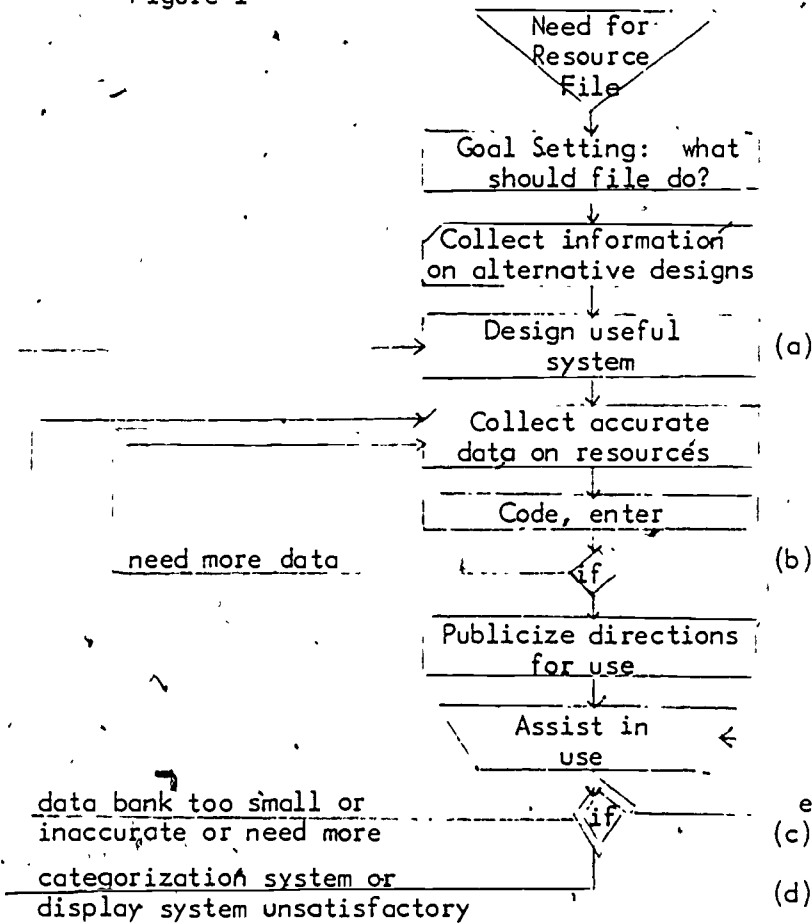 Figure 1
Need for
Resource
File
Goal Setting: what
should file do?
Collect information
on alternative designs
Design useful
system
(a)
Collect accurate
data on resources
Code, enter
need more data
if
(b)
Publicize directions
for use
Assist in
use
data bank too small or
inaccurate or need more
if
e
(c)
categorization system or
display system unsatisfactory
(d)